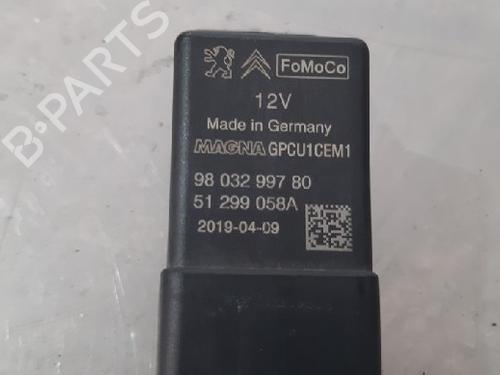 FoMoCo
12V
Made in Germany
MAGNA GPCU1CEM1
98 032 997 80
51 299 058A
2019-04-09
B-PARTS